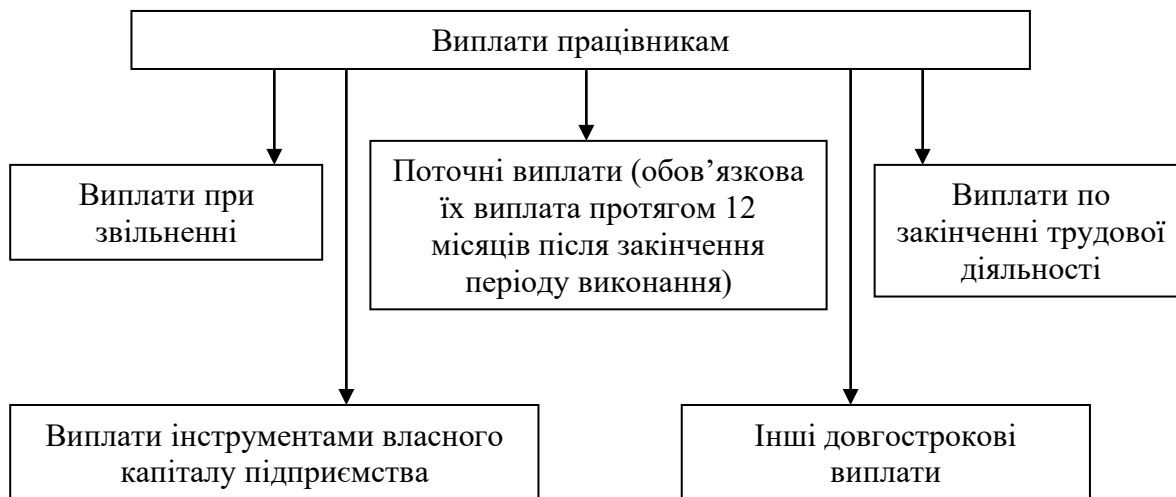 Виплати працівникам
Виплати при
звільненні
Поточні виплати (обов’язкова
їх виплата протягом 12
місяців після закінчення
періоду виконання)
Виплати по
закінченні трудової
діяльності
Виплати інструментами власного
капіталу підприємства
Інші довгострокові
виплати